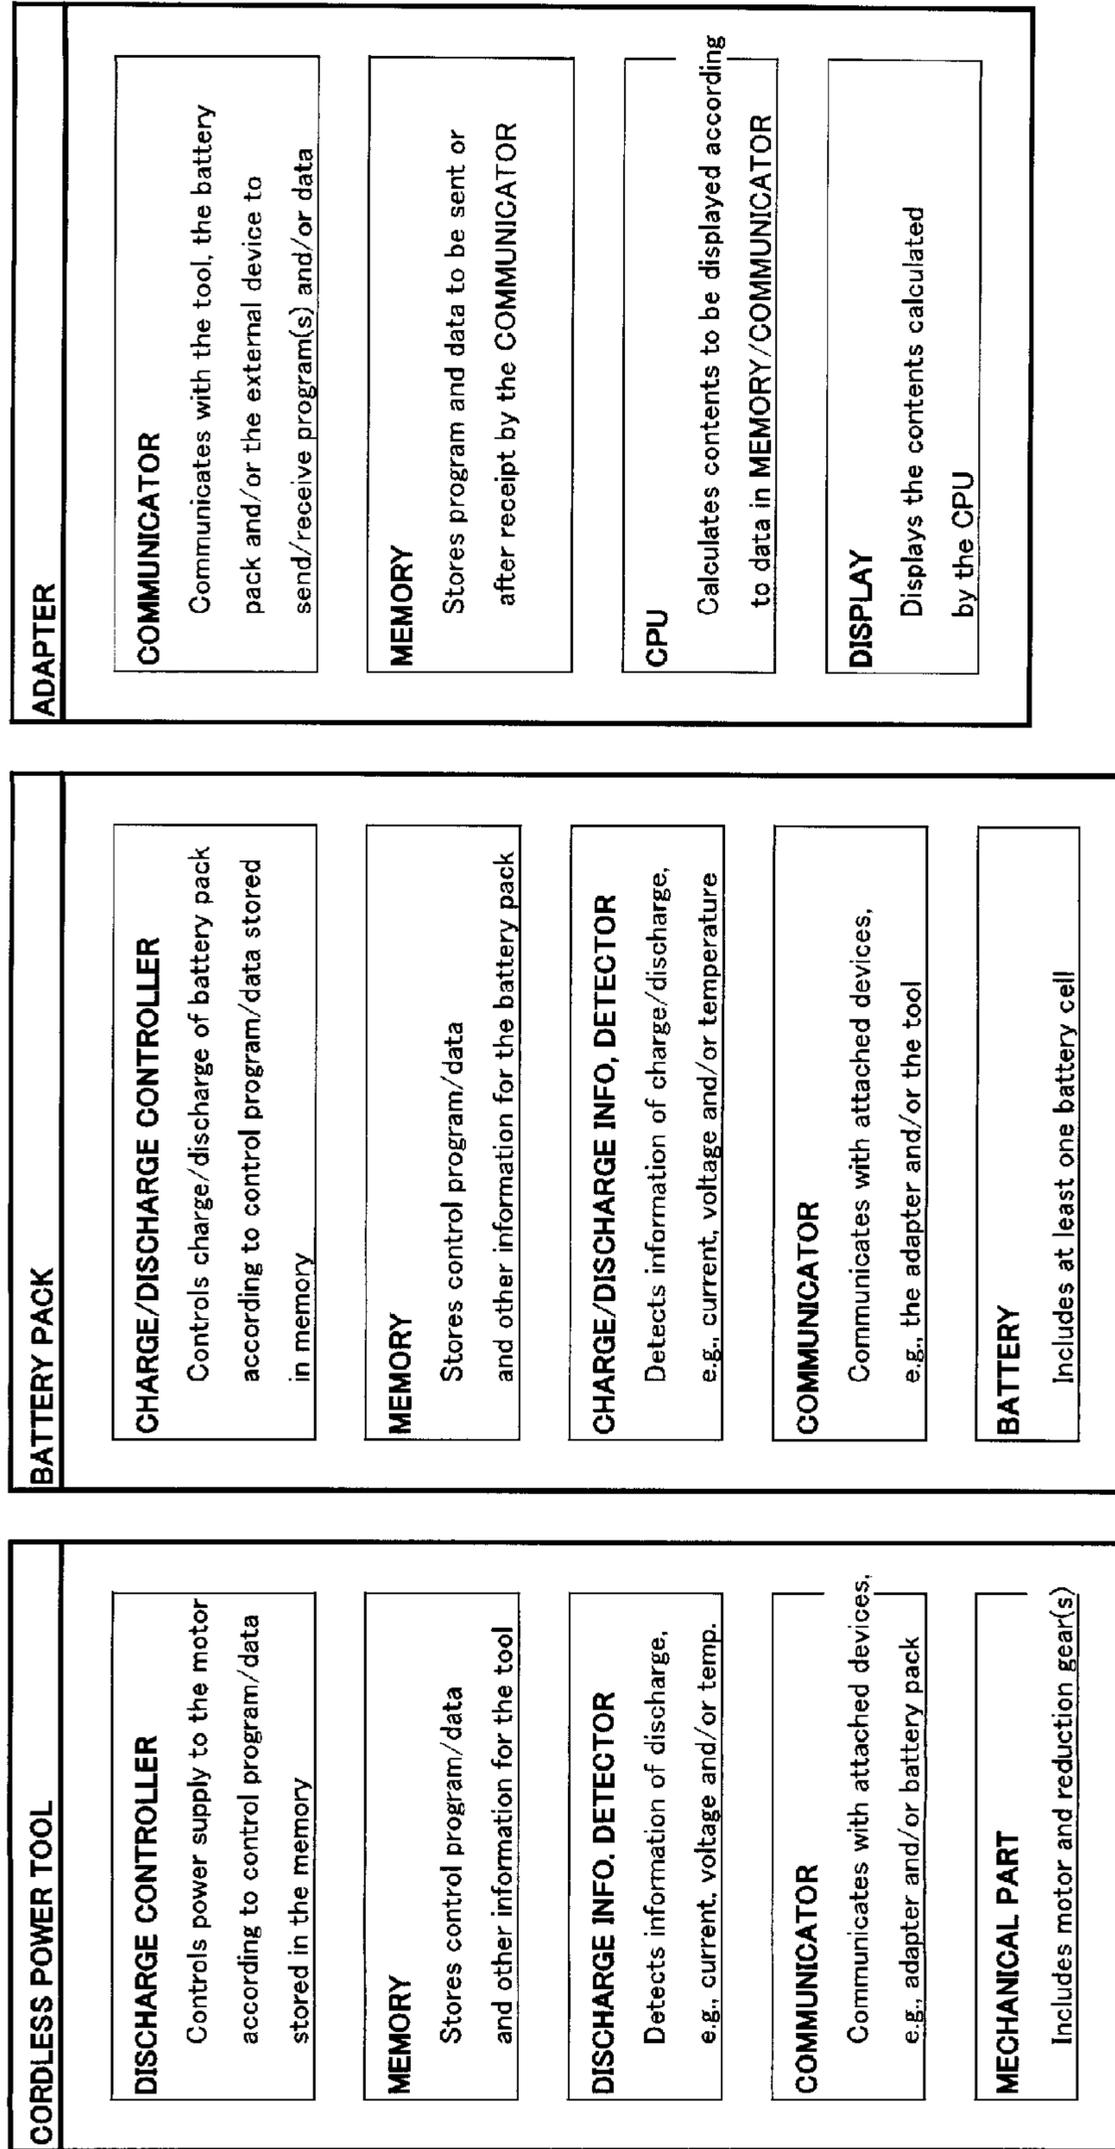 CORDLESS POWER TOOL
DISCHARGE CONTROLLER
Controls power supply to the motor
according to control program/data
stored in the memory
MEMORY
Stores control program/data
and other information for the tool
DISCHARGE INFO. DETECTOR
Detects information of discharge,
e.g., current, voltage and/or temp.
COMMUNICATOR
Communicates with attached devices,
e.g., adapter and/or battery pack
MECHANICAL PART
Includes motor and reduction gear(s)
BATTERY PACK
CHARGE/DISCHARGE CONTROLLER
Controls charge/discharge of battery pack
according to control program/data stored
in memory
MEMORY
Stores control program/data
and other information for the battery pack
CHARGE/DISCHARGE INFO, DETECTOR
Detects information of charge/discharge,
e.g., current, voltage and/or temperature
COMMUNICATOR
Communicates with attached devices,
e.g., the adapter and/or the tool
BATTERY
Includes at least one battery cell
ADAPTER
COMMUNICATOR
Communicates with the tool, the battery
pack and/or the external device to
send/receive program(s) and/or data
MEMORY
Stores program and data to be sent or
after receipt by the COMMUNICATOR
CPU
Calculates contents to be displayed according
to data in MEMORY/COMMUNICATOR
DISPLAY
Displays the contents calculated
by the CPU